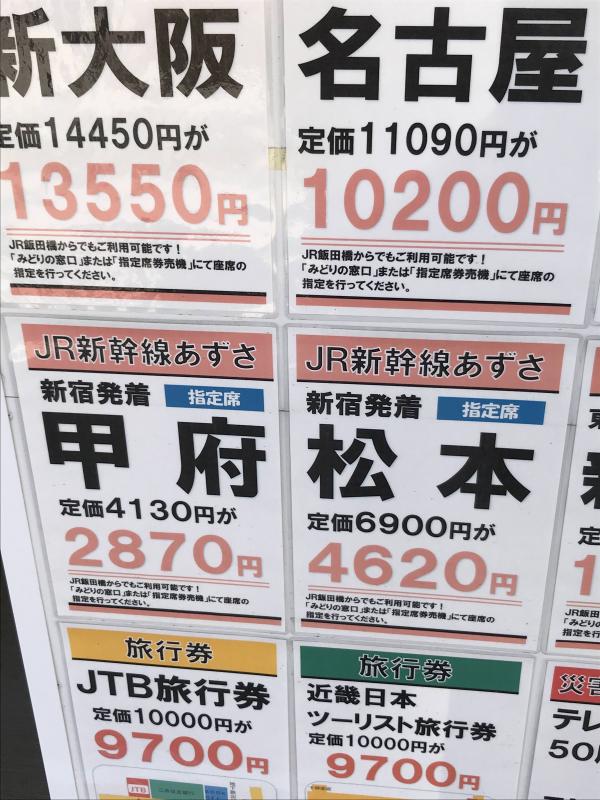 新大阪
定価14450円が
13550円
JR飯田橋からでもご利用可能です！
「みどりの窓口」または「指定席券売機」にて座席の
指定を行ってください。
名古屋
定価11090円が
10200円
JR飯田橋からでもご利用可能です！
「みどりの窓口」または「指定席券売機」にて座席の
指定を行ってください。
JR新幹線あずさ
新宿発着 指定席
甲府
定価4130円が
2870円
JR飯田橋からでもご利用可能です！
「みどりの窓口」または「指定席券売機」にて座席の
指定を行ってください。
JR新幹線あずさ
新宿発着 指定席
松本
定価6900円が
4620円
JR飯田橋からでもご利用可能です！
「みどりの窓口」または「指定席券売機」にて座席の
指定を行ってください。
旅行券
JTB旅行券
定価10000円が
9700円
JTB
旅行券
近畿日本
ツーリスト旅行券
定価10000円が
9700円
災害
テレ
50